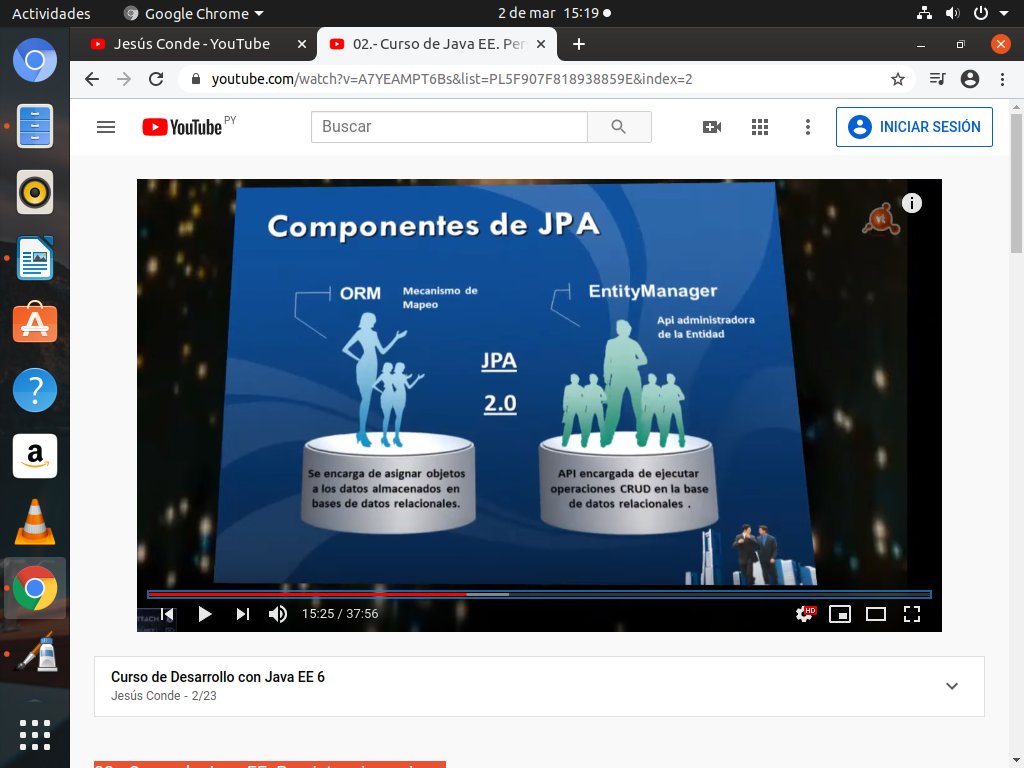 Actividades
Google Chrome
2 de mar 15:19
Jesús Conde - YouTube
02.- Curso de Java EE. Per
youtube.com/watch?v=A7YEAMPT6Bs&list=PL5F907F818938859E&index=2
YouTube PY
Buscar
INICIAR SESIÓN
Componentes de JPA
ORM
Mecanismo de
Mapeo
EntityManager
Api administradora
de la Entidad
JPA
2.0
Se encarga de asignar objetos
a los datos almacenados en
bases de datos relacionales.
API encargada de ejecutar
operaciones CRUD en la base
de datos relacionales .
15:25 / 37:56
HD
Curso de Desarrollo con Java EE 6
Jesús Conde - 2/23